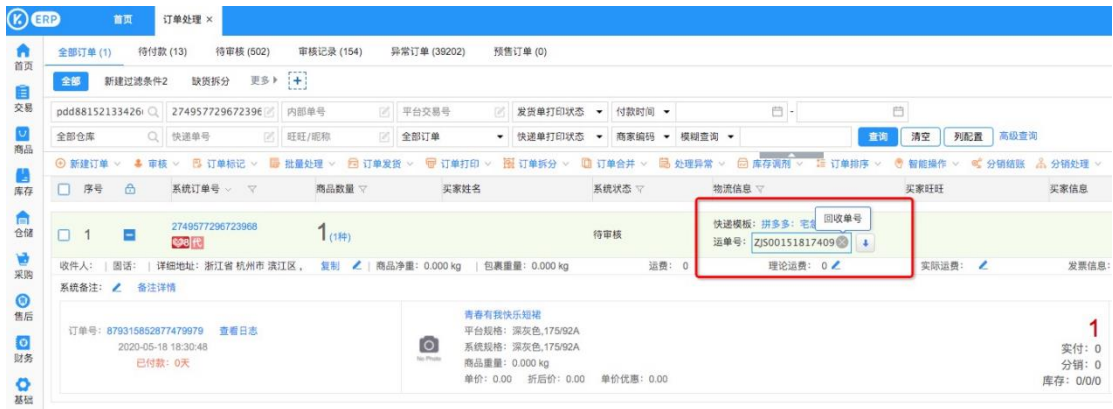 ERP 首页 订单处理 ×
首页 全部订单 (1) 待付款 (13) 待审核 (502) 审核记录 (154) 异常订单 (39202) 预售订单 (0)
全部 新建过滤条件2 缺货拆分 更多
交易 pdd88152133426 274957729672396 内部单号 平台交易号 发货单打印状态 付款时间 -
商品 全部仓库 快递单号 旺旺/昵称 全部订单 快递单打印状态 商家编码 模糊查询 查询 清空 列配置 高级查询
新建订单 审核 订单标记 批量处理 订单发货 订单打印 订单拆分 订单合并 处理异常 库存调剂 订单排序 智能操作 分销结账 分销处理
库存 序号 系统订单号 商品数量 买家姓名 系统状态 物流信息 买家旺旺 买家信息
仓储 1 2749577296723968 1 (1种) 待审核 快递模板: 拼多多: 回收单号
代 运单号: ZJS00151817409
采购 收件人: | 固话: | 详细地址: 浙江省 杭州市 滨江区, 复制 | 商品净重: 0.000 kg | 包裹重量: 0.000 kg 运费: 0 理论运费: 0 实际运费: 发票信息:
系统备注: 备注详情
售后 青春有我快乐短裙
订单号: 879315852877479979 查看日志 平台规格: 深灰色,175/92A 1
财务 2020-05-18 18:30:48 No Photo 系统规格: 深灰色,175/92A 实付: 0
已付款: 0天 商品重量: 0.000 kg 分销: 0
基础 单价: 0.00 折后价: 0.00 单价优惠: 0.00 库存: 0/0/0